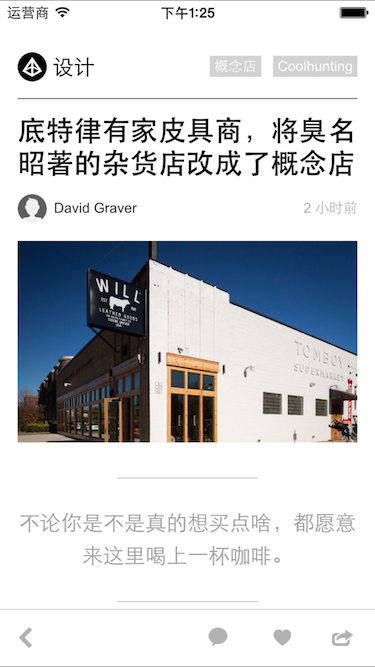 运营商 下午1:25
设计 概念店 Coolhunting
底特律有家皮具商，将臭名
昭著的杂货店改成了概念店
David Graver 2 小时前
WILL
LEATHER GOODS
TOMBOY
SUPERMARKET
不论你是不是真的想买点啥，都愿意
来这里喝上一杯咖啡。